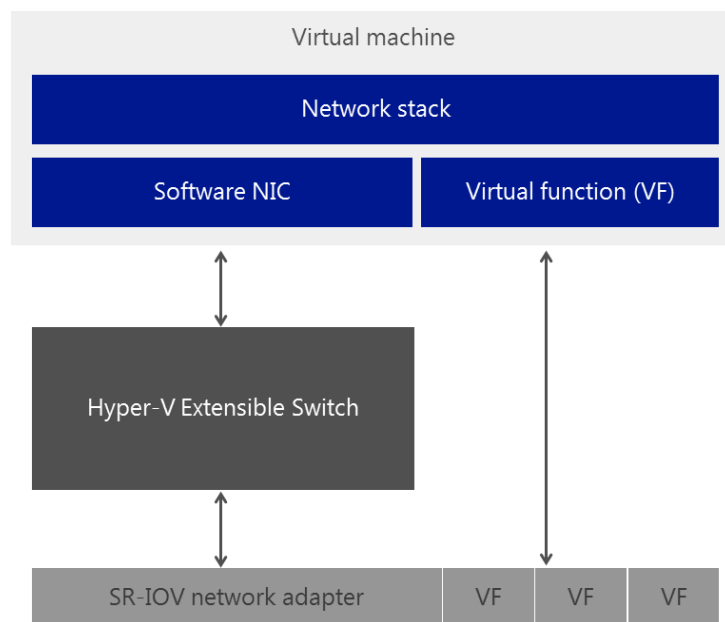 Virtual machine
Network stack
Software NIC
Virtual function (VF)
Hyper-V Extensible Switch
SR-IOV network adapter
VF
VF
VF